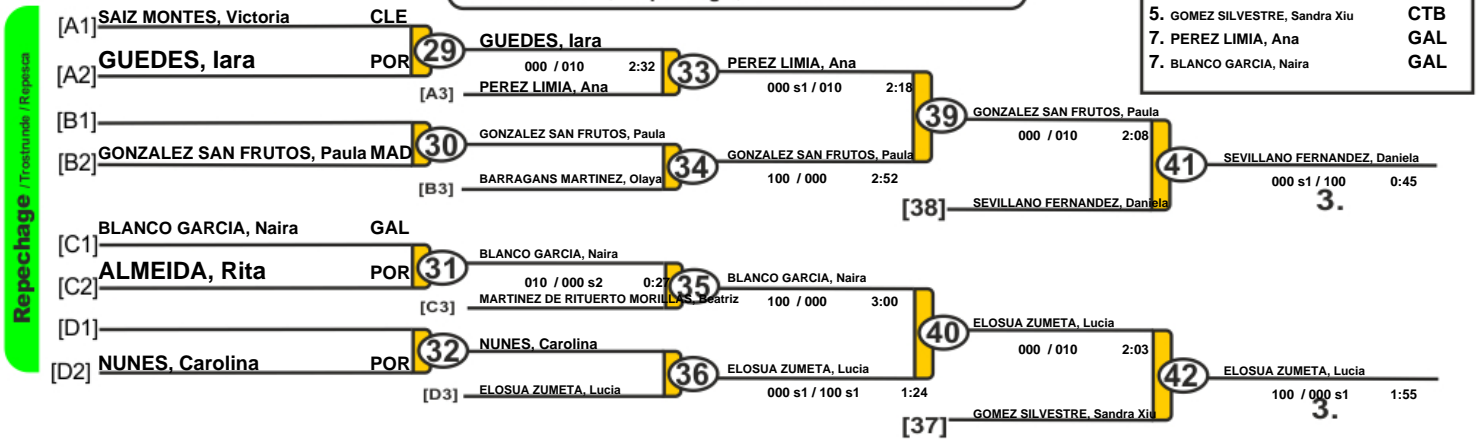 5. GOMEZ SILVESTRE, Sandra Xiu CTB
7. PEREZ LIMIA, Ana GAL
7. BLANCO GARCIA, Naira GAL
Repechage / Trostrunde / Repesca
[A1] SAIZ MONTES, Victoria CLE
[A2] GUEDES, Iara POR
29
GUEDES, Iara
000 / 010 2:32
[A3] PEREZ LIMIA, Ana
33
PEREZ LIMIA, Ana
000 s1 / 010 2:18
[B1]
[B2] GONZALEZ SAN FRUTOS, Paula MAD
30
GONZALEZ SAN FRUTOS, Paula
[B3] BARRAGANS MARTINEZ, Olaya
34
GONZALEZ SAN FRUTOS, Paula
100 / 000 2:52
39
GONZALEZ SAN FRUTOS, Paula
000 / 010 2:08
[38] SEVILLANO FERNANDEZ, Daniela
41
SEVILLANO FERNANDEZ, Daniela
000 s1 / 100 0:45
3.
[C1] BLANCO GARCIA, Naira GAL
[C2] ALMEIDA, Rita POR
31
BLANCO GARCIA, Naira
010 / 000 s2 0:27
[C3] MARTINEZ DE RITUERTO MORILLAS, Beatriz
35
BLANCO GARCIA, Naira
100 / 000 3:00
[D1]
[D2] NUNES, Carolina POR
32
NUNES, Carolina
[D3] ELOSUA ZUMETA, Lucia
36
ELOSUA ZUMETA, Lucia
000 s1 / 100 s1 1:24
40
ELOSUA ZUMETA, Lucia
000 / 010 2:03
[37] GOMEZ SILVESTRE, Sandra Xiu
42
ELOSUA ZUMETA, Lucia
100 / 000 s1 1:55
3.